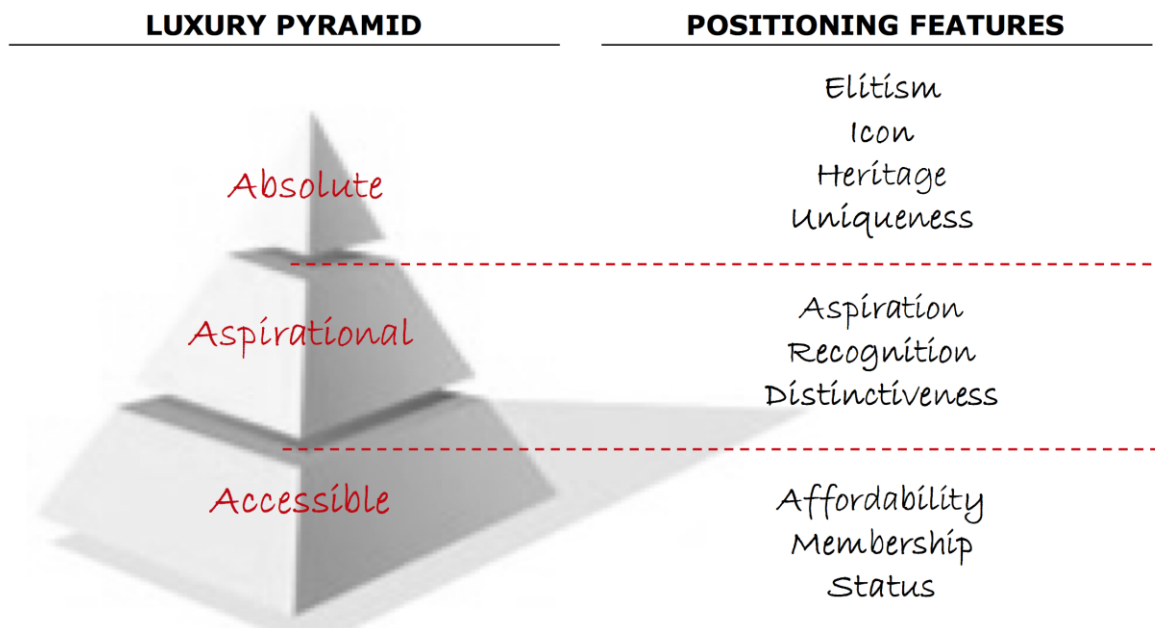 LUXURY PYRAMID
POSITIONING FEATURES
Absolute
Elitism
Icon
Heritage
Uniqueness
Aspirational
Aspiration
Recognition
Distinctiveness
Accessible
Affordability
Membership
Status